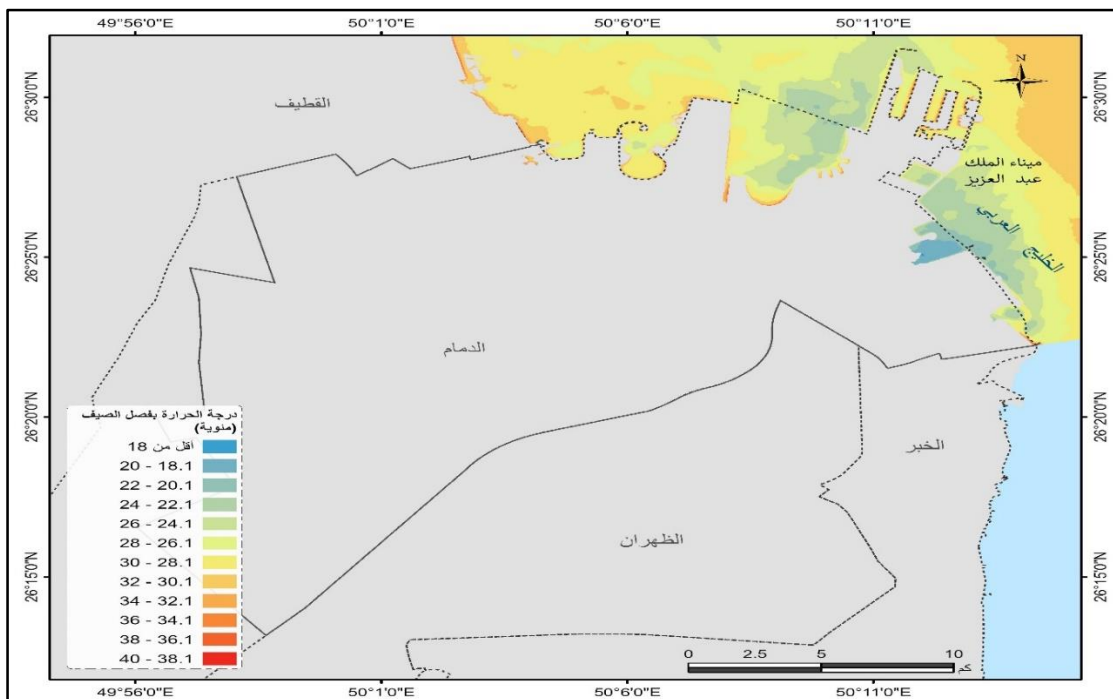 49°56'0"E 50°1'0"E 50°6'0"E 50°11'0"E
26°30'0"N 26°30'0"N
N
القطيف
ميناء الملك
عبد العزيز
الخليج العربي
26°25'0"N 26°25'0"N
الدمام
26°20'0"N 26°20'0"N
الخبر
الظهران
26°15'0"N 26°15'0"N
درجة الحرارة بفصل الصيف
(مئوية)
أقل من 18
20 - 18.1
22 - 20.1
24 - 22.1
26 - 24.1
28 - 26.1
30 - 28.1
32 - 30.1
34 - 32.1
36 - 34.1
38 - 36.1
40 - 38.1
0 2.5 5 10
كم
49°56'0"E 50°1'0"E 50°6'0"E 50°11'0"E